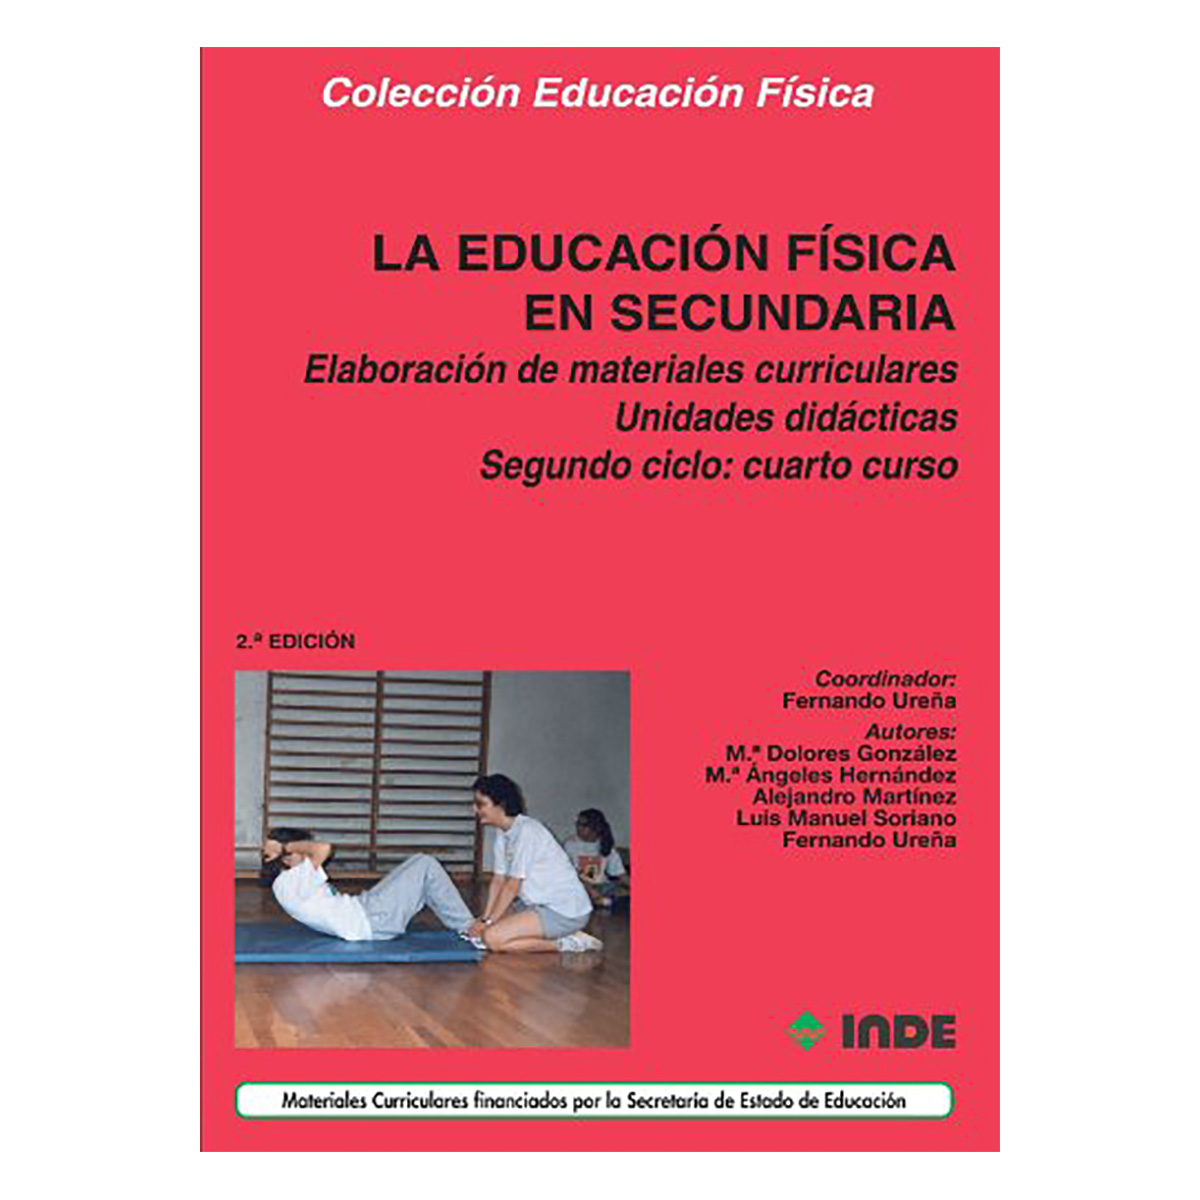 Colección Educación Física
LA EDUCACIÓN FÍSICA
EN SECUNDARIA
Elaboración de materiales curriculares
Unidades didácticas
Segundo ciclo: cuarto curso
2.ª EDICIÓN
Coordinador:
Fernando Ureña
Autores:
M.ª Dolores González
M.ª Ángeles Hernández
Alejandro Martínez
Luis Manuel Soriano
Fernando Ureña
INDE
Materiales Curriculares financiados por la Secretaría de Estado de Educación